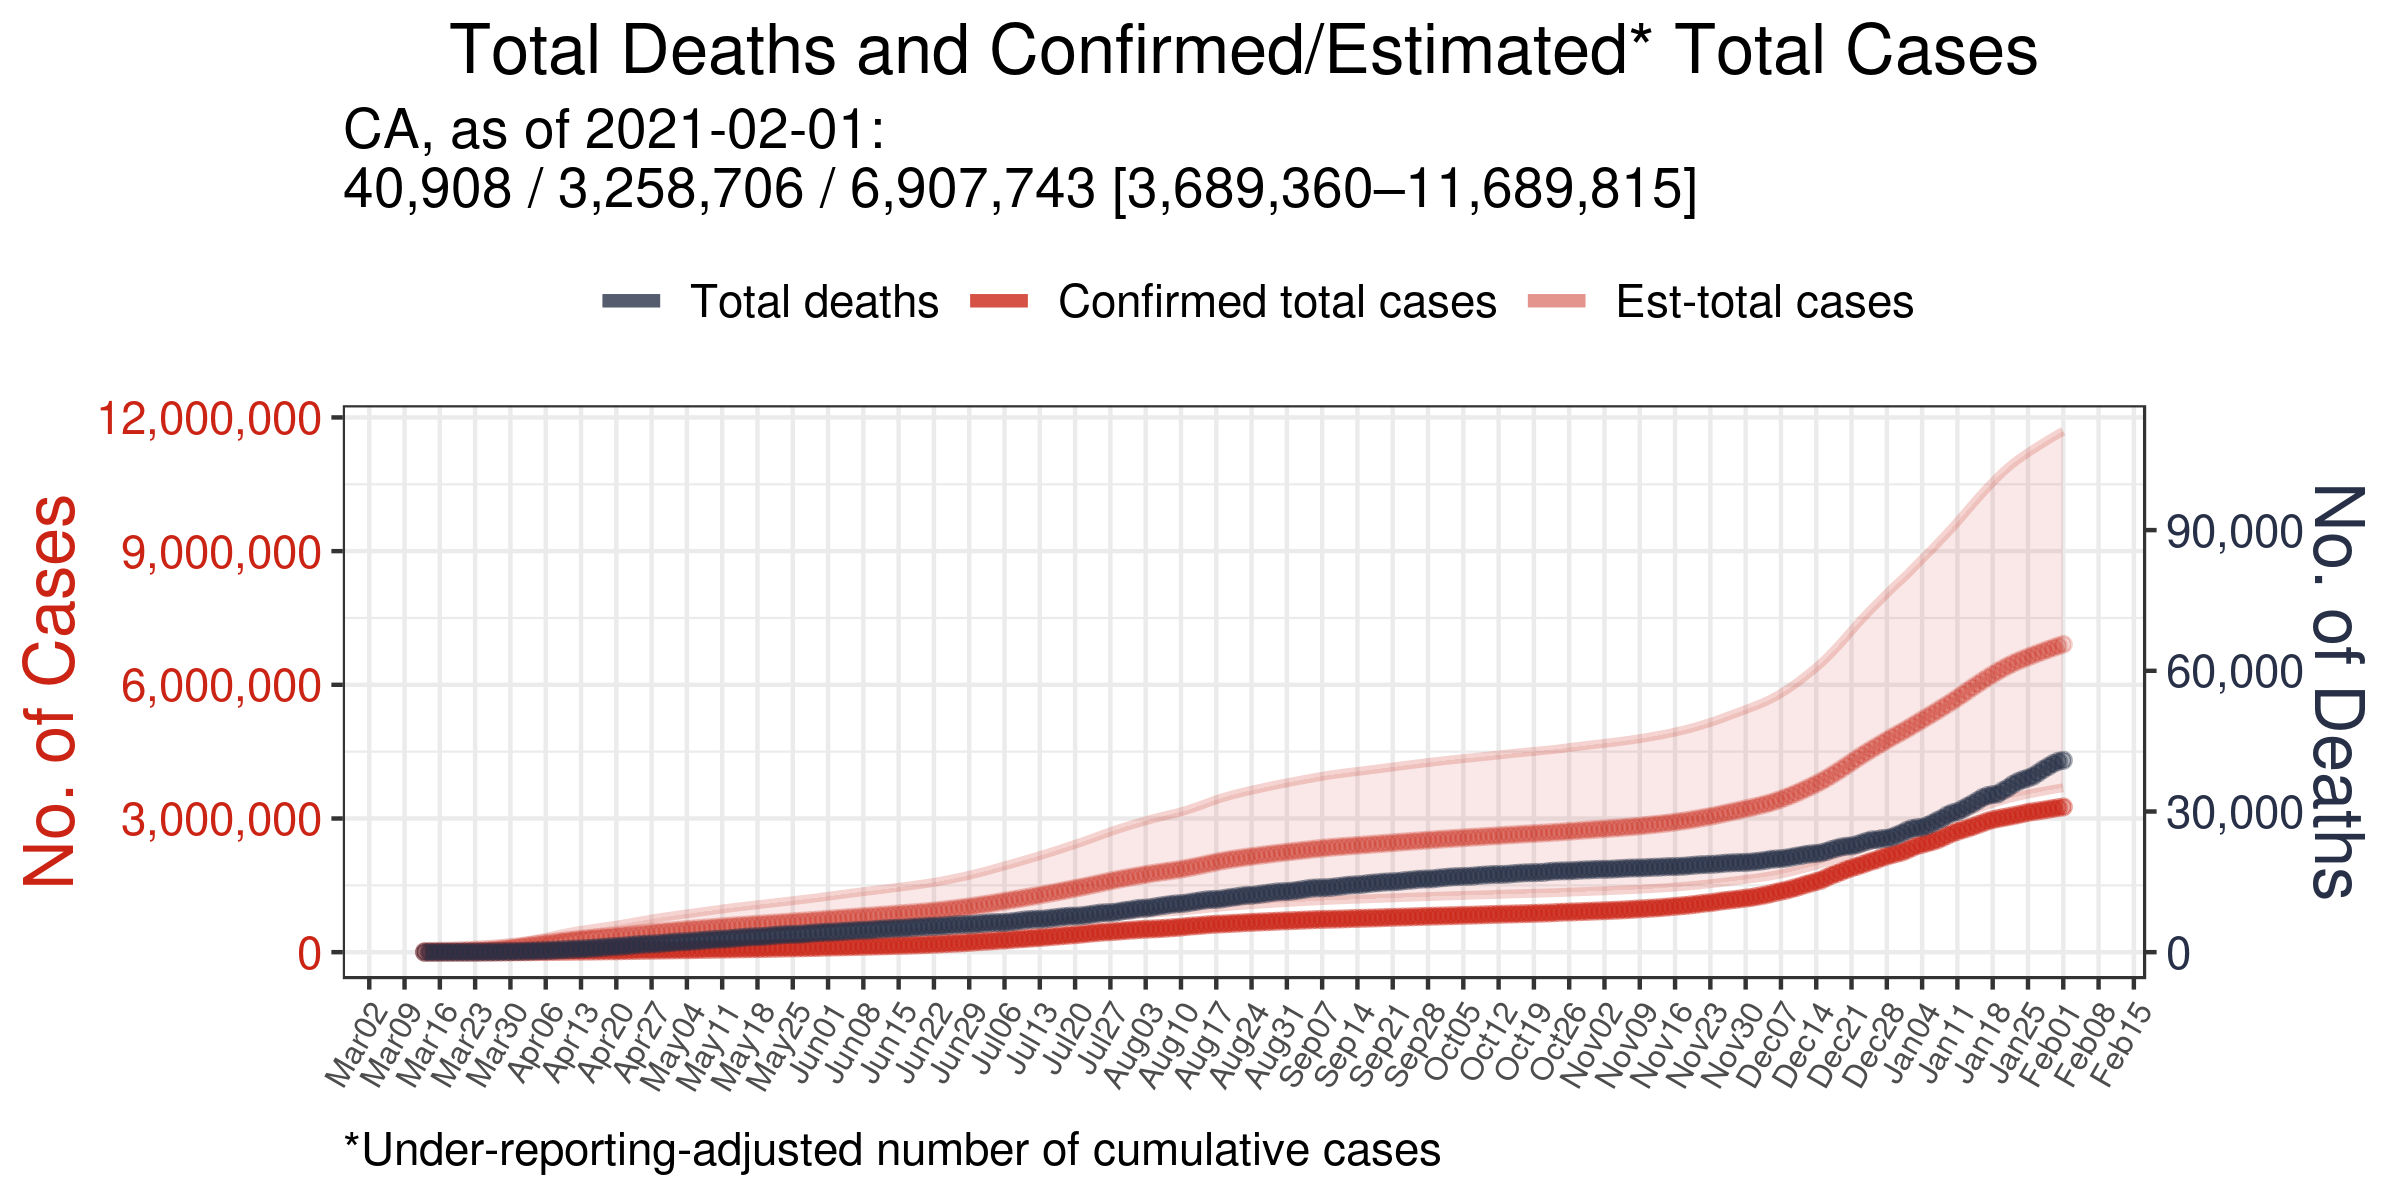 Total Deaths and Confirmed/Estimated* Total Cases
CA, as of 2021-02-01:
40,908 / 3,258,706 / 6,907,743 [3,689,360–11,689,815]
Total deaths
Confirmed total cases
Est-total cases
No. of Cases
12,000,000
9,000,000
6,000,000
3,000,000
0
90,000
60,000
30,000
0
No. of Deaths
Mar02
Mar09
Mar16
Mar23
Mar30
Apr06
Apr13
Apr20
Apr27
May04
May11
May18
May25
Jun01
Jun08
Jun15
Jun22
Jun29
Jul06
Jul13
Jul20
Jul27
Aug03
Aug10
Aug17
Aug24
Aug31
Sep07
Sep14
Sep21
Sep28
Oct05
Oct12
Oct19
Oct26
Nov02
Nov09
Nov16
Nov23
Nov30
Dec07
Dec14
Dec21
Dec28
Jan04
Jan11
Jan18
Jan25
Feb01
Feb08
Feb15
*Under-reporting-adjusted number of cumulative cases